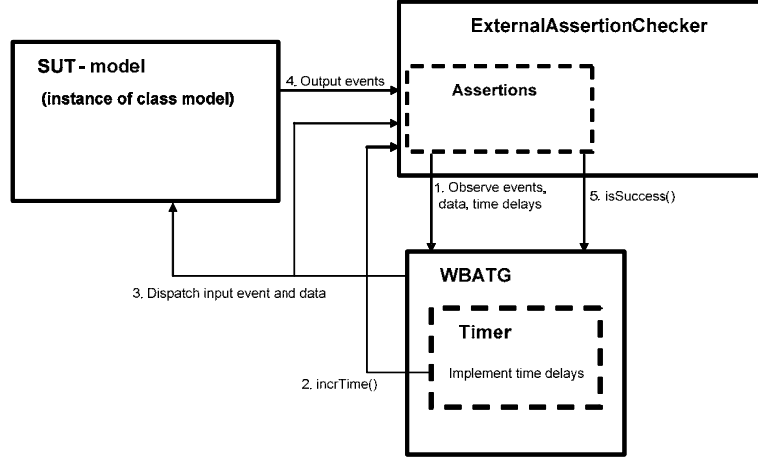 ExternalAssertionChecker
SUT - model
(instance of class model)
4. Output events
Assertions
1. Observe events,
data, time delays
5. isSuccess()
WBATG
3. Dispatch input event and data
Timer
Implement time delays
2. incrTime()